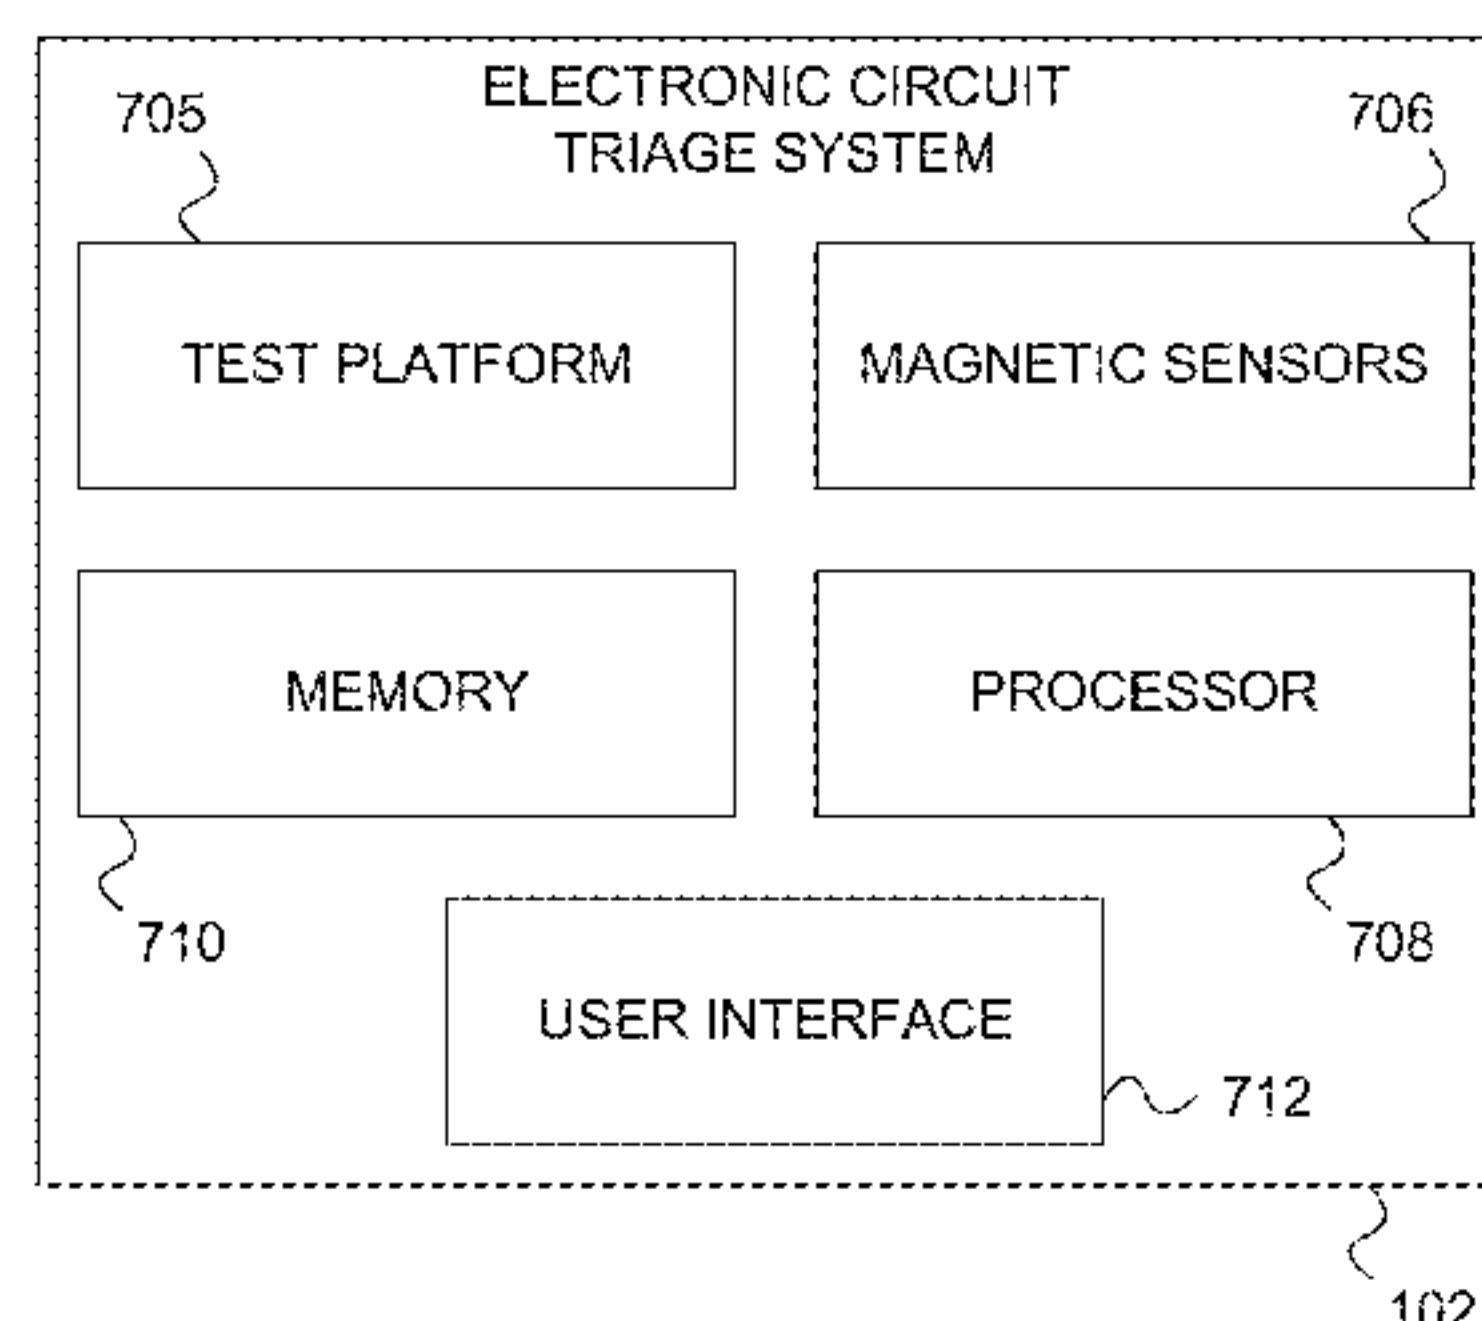 ELECTRONIC CIRCUIT
TRIAGE SYSTEM
705
706
TEST PLATFORM
MAGNETIC SENSORS
MEMORY
PROCESSOR
710
708
USER INTERFACE
712
102